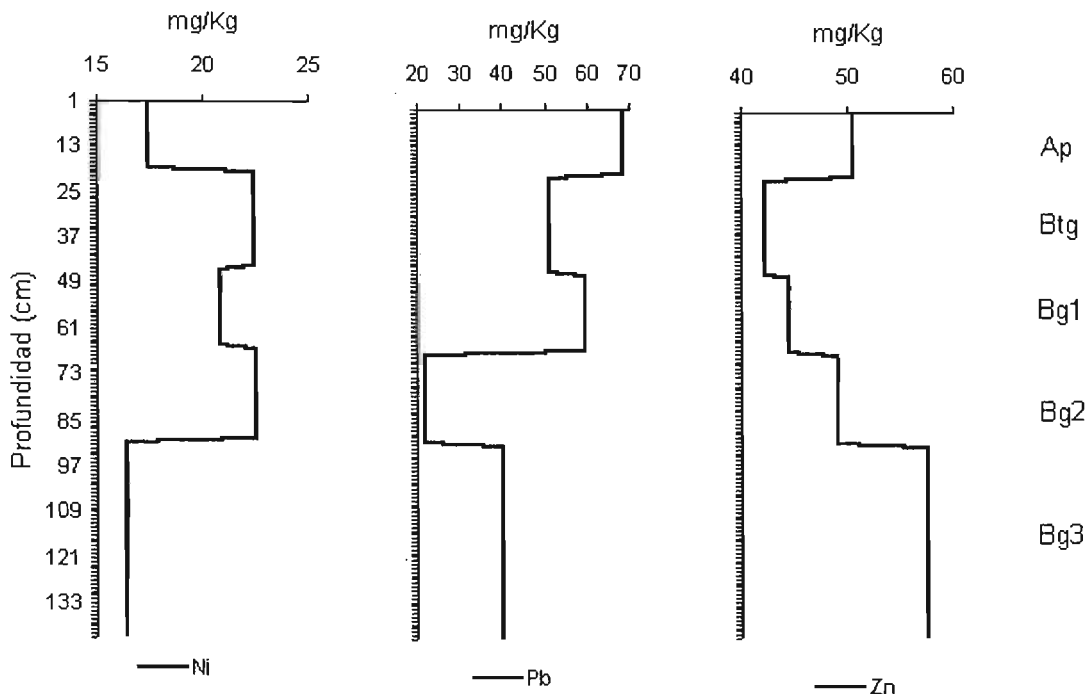 mg/Kg
15 20 25
1
13
25
37
49
61
73
85
97
109
121
133
Profundidad (cm)
Ni
mg/Kg
20 30 40 50 60 70
Pb
mg/Kg
40 50 60
Zn
Ap
Btg
Bg1
Bg2
Bg3